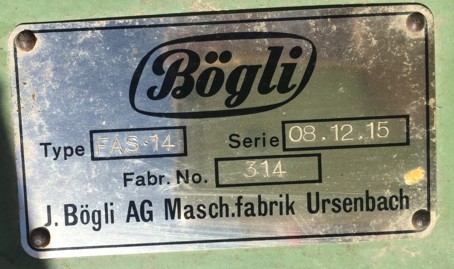 Bögli
Type FAS-14 Serie 08.12.15
Fabr. No. 314
J. Bögli AG Masch.fabrik Ursenbach